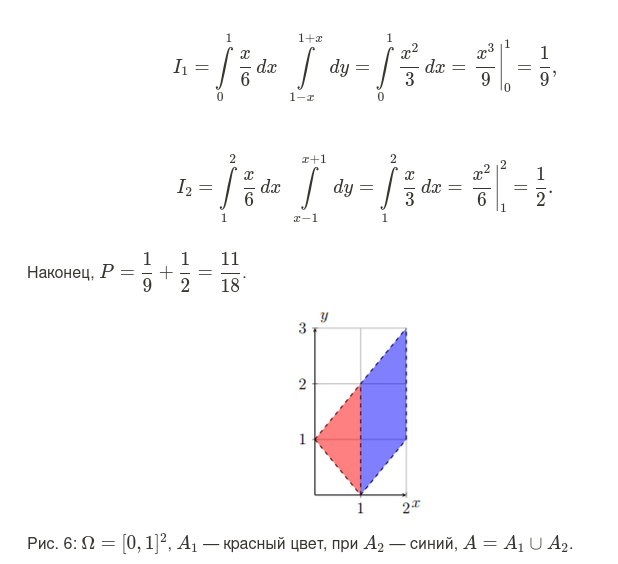 I₁ = ∫₀¹ x/6 dx ∫₁₋ₓ¹⁺ˣ dy = ∫₀¹ x²/3 dx = x³/9 |₀¹ = 1/9,
I₂ = ∫₁² x/6 dx ∫ₓ₋₁ˣ⁺¹ dy = ∫₁² x/3 dx = x²/6 |₁² = 1/2.
Наконец, P = 1/9 + 1/2 = 11/18.
y
3
2
1
1 2 x
Рис. 6: Ω = [0, 1]², A₁ — красный цвет, при A₂ — синий, A = A₁ ∪ A₂.